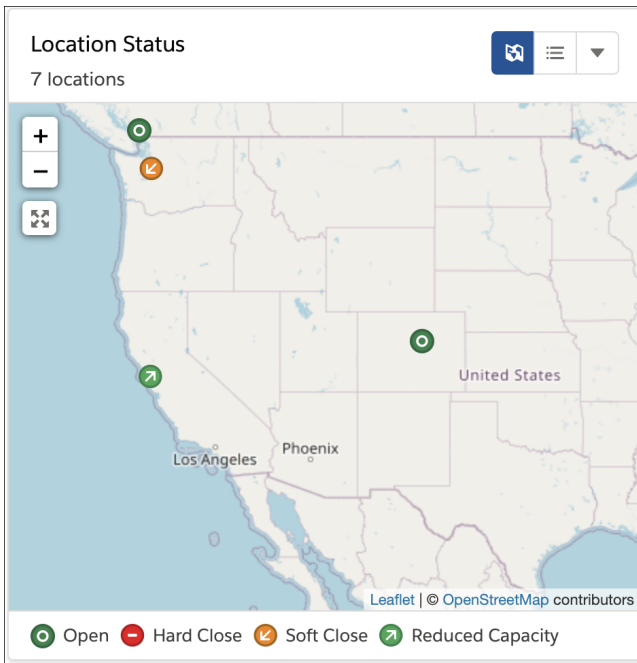 Location Status
7 locations
+
−
United States
Phoenix
Los Angeles
Leaflet | © OpenStreetMap contributors
Open Hard Close Soft Close Reduced Capacity